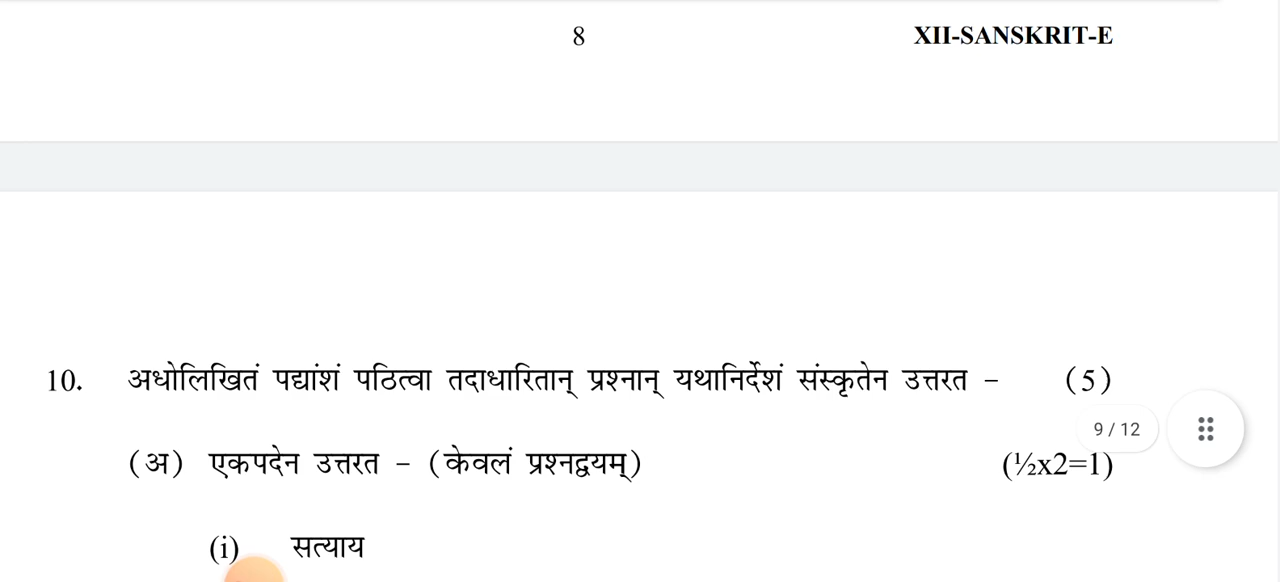 8 XII-SANSKRIT-E
10. अधोलिखितं पद्यांशं पठित्वा तदाधारितान् प्रश्नान् यथानिर्देशं संस्कृतेन उत्तरत – (5)
9 / 12
(अ) एकपदेन उत्तरत – (केवलं प्रश्नद्वयम्) (½x2=1)
(i) सत्याय